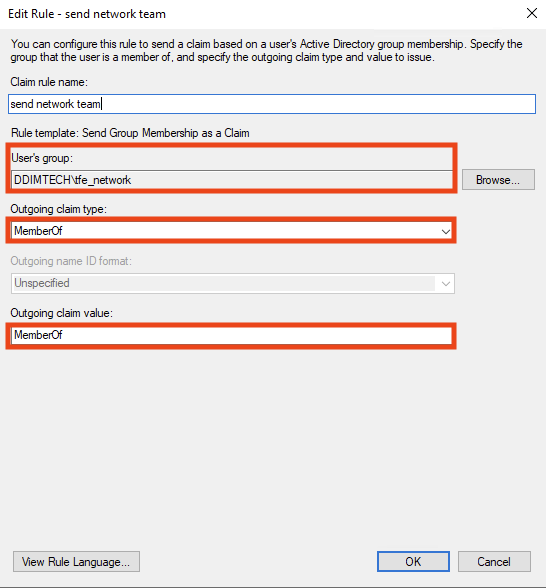 Edit Rule - send network team
You can configure this rule to send a claim based on a user's Active Directory group membership. Specify the
group that the user is a member of, and specify the outgoing claim type and value to issue.
Claim rule name:
send network team
Rule template: Send Group Membership as a Claim
User's group:
DDIMTECH\tfe_network
Browse...
Outgoing claim type:
MemberOf
Outgoing name ID format:
Unspecified
Outgoing claim value:
MemberOf
View Rule Language...
OK
Cancel